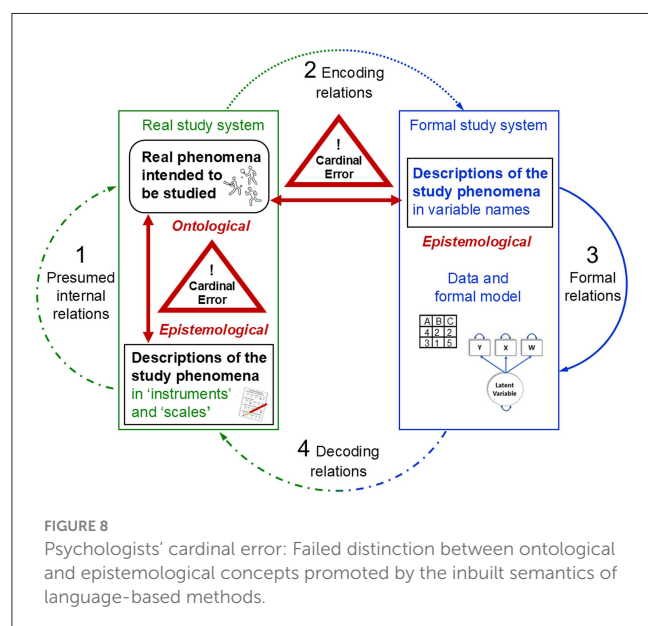 2 Encoding
relations
Real study system
Formal study system
Real phenomena
intended to
be studied
!
Cardinal
Error
Descriptions of the
study phenomena
in variable names
Ontological
Epistemological
1
Presumed
internal
relations
!
Cardinal
Error
3
Formal
relations
Epistemological
Data and
formal model
Descriptions of the
study phenomena
in ‘instruments’
and ‘scales’
A B C
4 2 2
3 1 5
Y X W
Latent
Variable
4 Decoding
relations
FIGURE 8
Psychologists’ cardinal error: Failed distinction between ontological
and epistemological concepts promoted by the inbuilt semantics of
language-based methods.